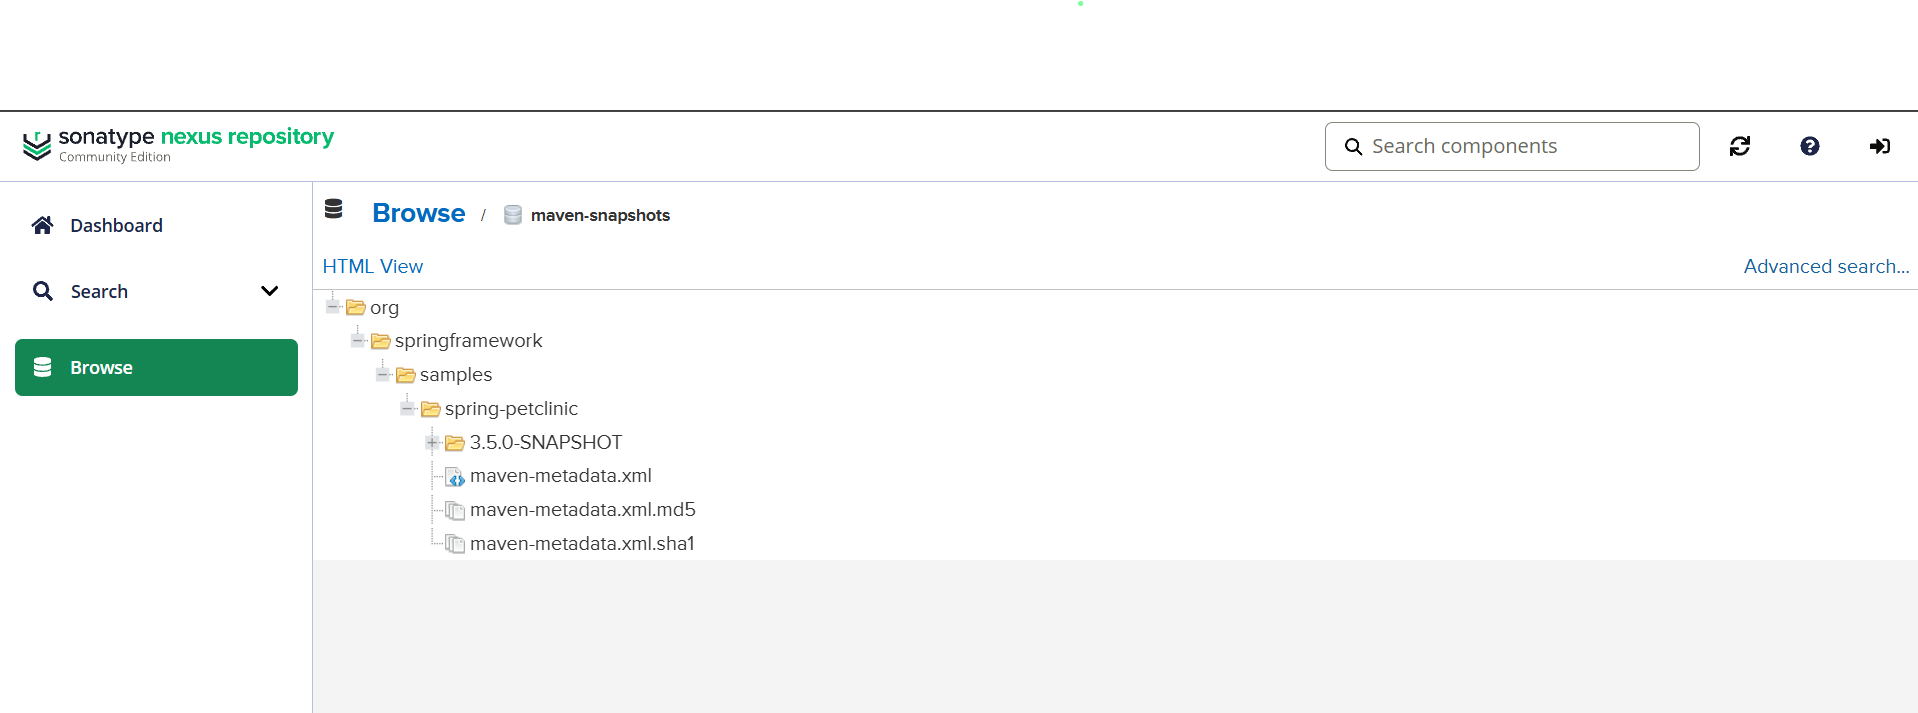 sonatype nexus repository
Community Edition
Search components
Dashboard
Search
Browse
Browse / maven-snapshots
HTML View
Advanced search...
org
springframework
samples
spring-petclinic
3.5.0-SNAPSHOT
maven-metadata.xml
maven-metadata.xml.md5
maven-metadata.xml.sha1